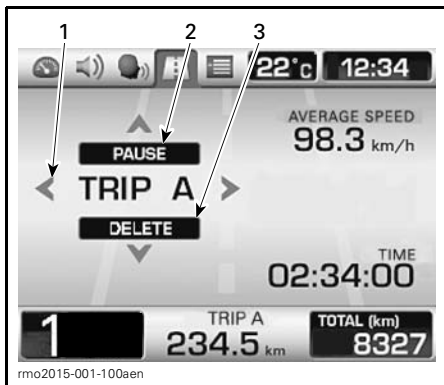 1 2 3
22°c 12:34
AVERAGE SPEED
98.3 km/h
PAUSE
TRIP A
DELETE
TIME
02:34:00
1
TRIP A
234.5 km
TOTAL (km)
8327
rmo2015-001-100aen